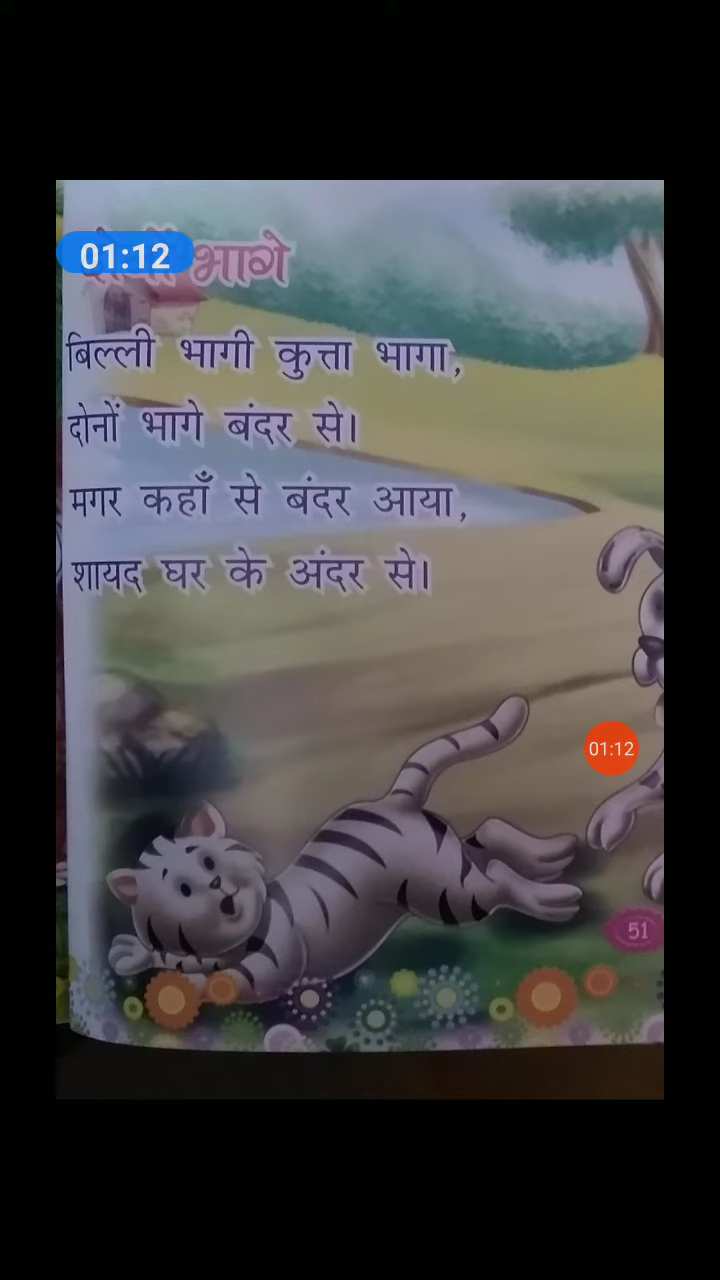 01:12
भागे
बिल्ली भागी कुत्ता भागा,
दोनों भागे बंदर से।
मगर कहाँ से बंदर आया,
शायद घर के अंदर से।
01:12
51